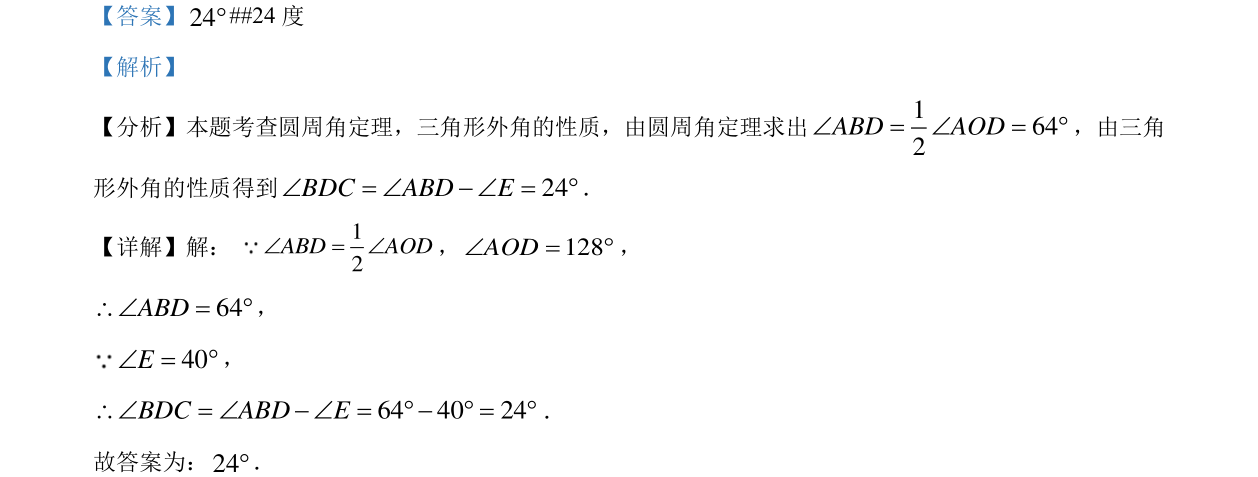 【答案】24°##24 度
【解析】
【分析】本题考查圆周角定理，三角形外角的性质，由圆周角定理求出∠ABD = 1/2 ∠AOD = 64°，由三角
形外角的性质得到∠BDC = ∠ABD − ∠E = 24°．
【详解】解： ∵∠ABD = 1/2 ∠AOD，∠AOD = 128°，
∴∠ABD = 64°，
∵∠E = 40°，
∴∠BDC = ∠ABD − ∠E = 64° − 40° = 24°．
故答案为：24°．